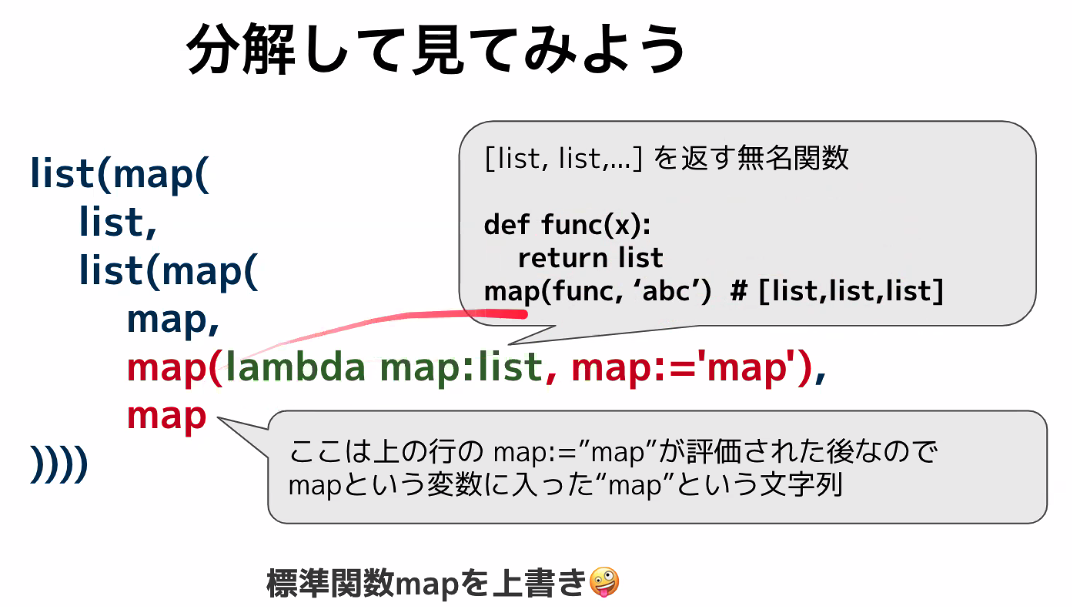 分解して見てみよう
list(map(
list,
list(map(
map,
map(lambda map:list, map:='map'),
map
))))
[list, list,...] を返す無名関数
def func(x):
return list
map(func, ‘abc’) # [list,list,list]
ここは上の行の map:=”map”が評価された後なので
mapという変数に入った“map”という文字列
標準関数mapを上書き🤪